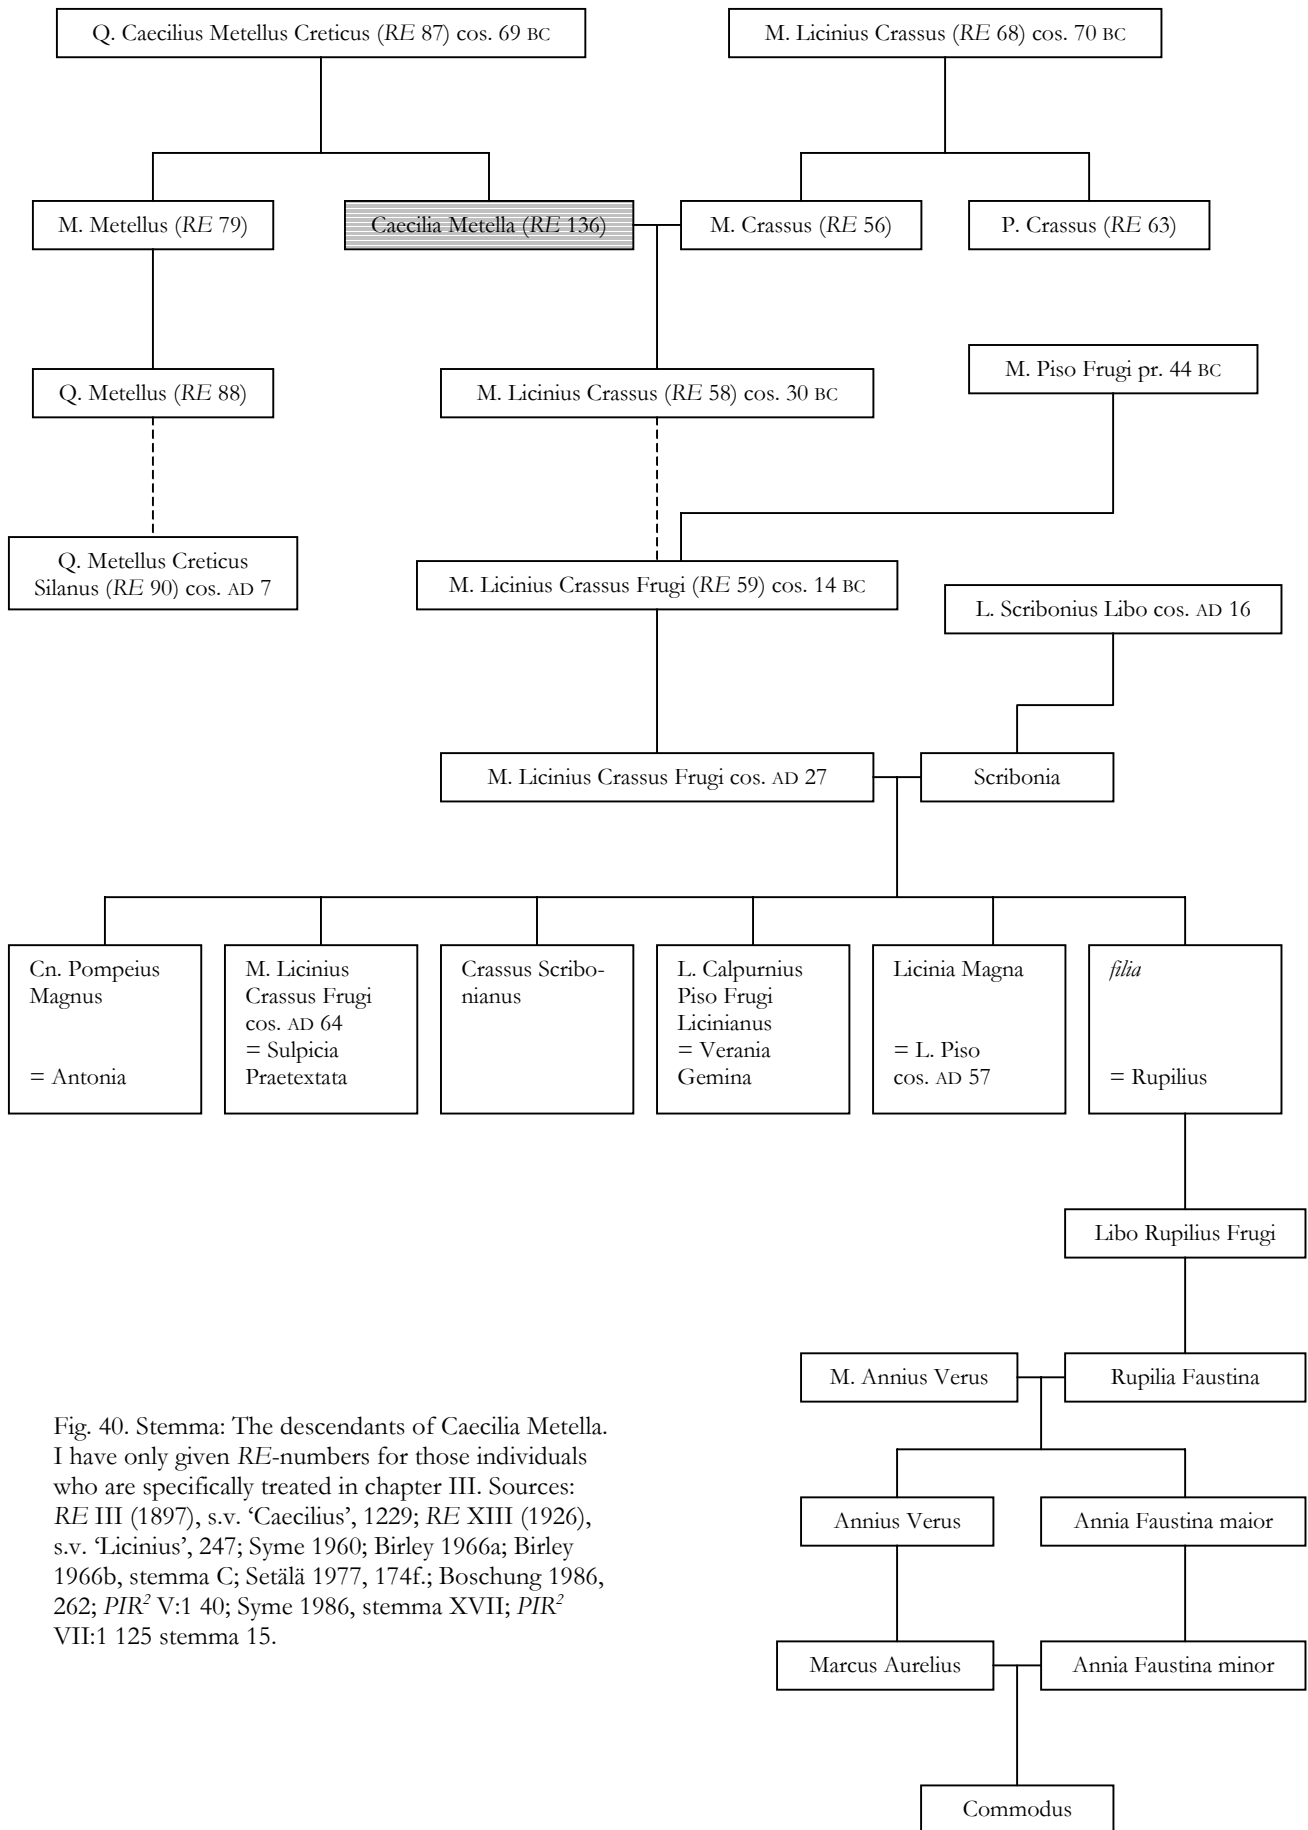 Q. Caecilius Metellus Creticus (RE 87) cos. 69 BC
M. Licinius Crassus (RE 68) cos. 70 BC
M. Metellus (RE 79)
Caecilia Metella (RE 136)
M. Crassus (RE 56)
P. Crassus (RE 63)
M. Piso Frugi pr. 44 BC
Q. Metellus (RE 88)
M. Licinius Crassus (RE 58) cos. 30 BC
Q. Metellus Creticus
Silanus (RE 90) cos. AD 7
M. Licinius Crassus Frugi (RE 59) cos. 14 BC
L. Scribonius Libo cos. AD 16
M. Licinius Crassus Frugi cos. AD 27
Scribonia
Cn. Pompeius
Magnus
= Antonia
M. Licinius
Crassus Frugi
cos. AD 64
= Sulpicia
Praetextata
Crassus Scribo-
nianus
L. Calpurnius
Piso Frugi
Licinianus
= Verania
Gemina
Licinia Magna
= L. Piso
cos. AD 57
filia
= Rupilius
Libo Rupilius Frugi
M. Annius Verus
Rupilia Faustina
Annius Verus
Annia Faustina maior
Marcus Aurelius
Annia Faustina minor
Commodus
Fig. 40. Stemma: The descendants of Caecilia Metella.
I have only given RE-numbers for those individuals
who are specifically treated in chapter III. Sources:
RE III (1897), s.v. ‘Caecilius’, 1229; RE XIII (1926),
s.v. ‘Licinius’, 247; Syme 1960; Birley 1966a; Birley
1966b, stemma C; Setälä 1977, 174f.; Boschung 1986,
262; PIR² V:1 40; Syme 1986, stemma XVII; PIR²
VII:1 125 stemma 15.